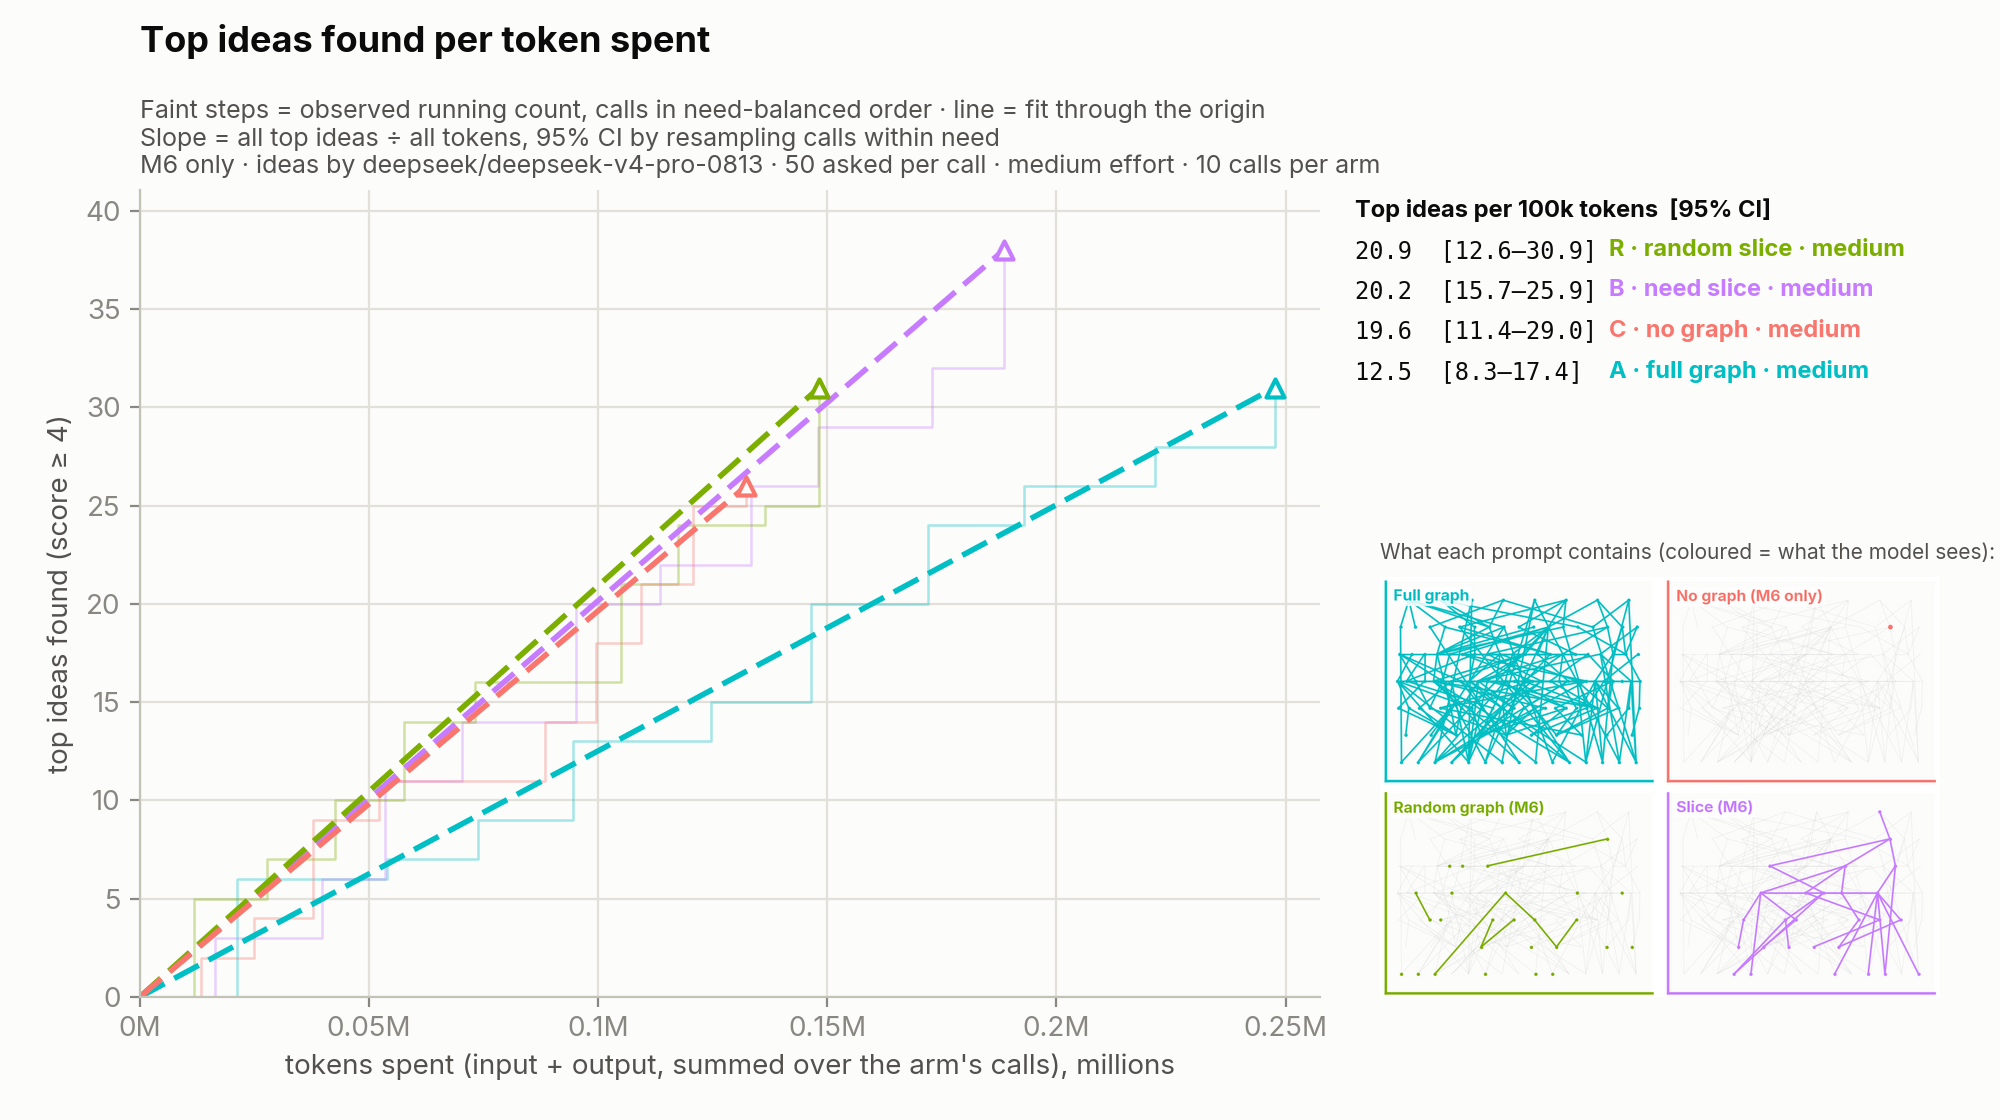 Top ideas found per token spent
Faint steps = observed running count, calls in need-balanced order · line = fit through the origin
Slope = all top ideas ÷ all tokens, 95% CI by resampling calls within need
M6 only · ideas by deepseek/deepseek-v4-pro-0813 · 50 asked per call · medium effort · 10 calls per arm
40
35
30
25
20
15
10
5
0
top ideas found (score ≥ 4)
0M
0.05M
0.1M
0.15M
0.2M
0.25M
tokens spent (input + output, summed over the arm's calls), millions
Top ideas per 100k tokens [95% CI]
20.9 [12.6–30.9] R · random slice · medium
20.2 [15.7–25.9] B · need slice · medium
19.6 [11.4–29.0] C · no graph · medium
12.5 [8.3–17.4] A · full graph · medium
What each prompt contains (coloured = what the model sees):
Full graph
No graph (M6 only)
Random graph (M6)
Slice (M6)